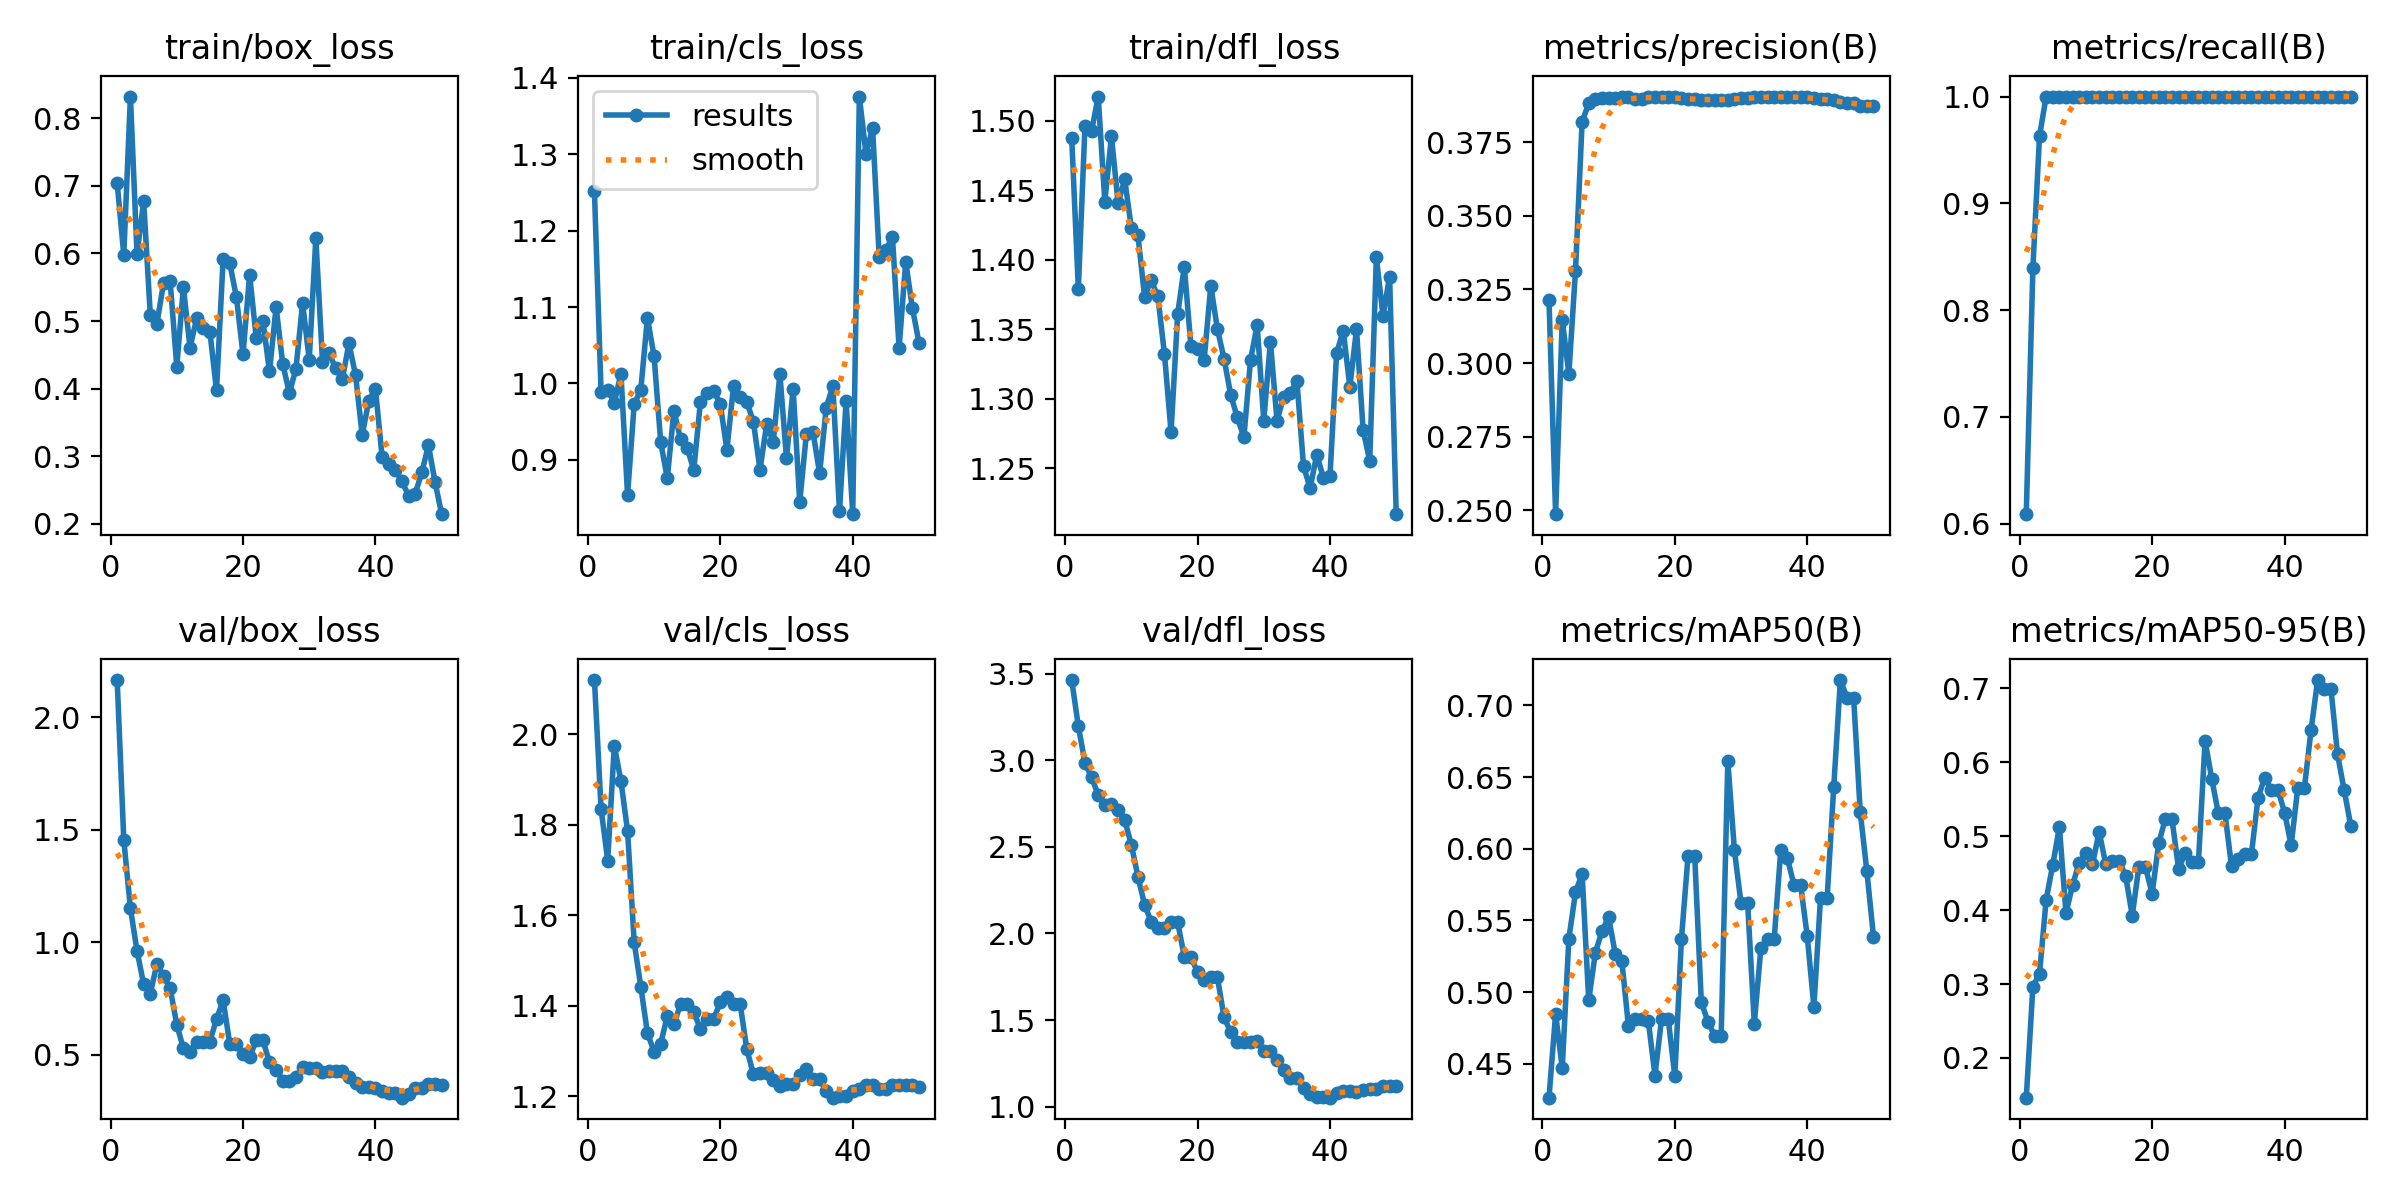 train/box_loss
0.8
0.7
0.6
0.5
0.4
0.3
0.2
0 20 40
train/cls_loss
results
smooth
1.4
1.3
1.2
1.1
1.0
0.9
0 20 40
train/dfl_loss
1.50
1.45
1.40
1.35
1.30
1.25
0 20 40
metrics/precision(B)
0.375
0.350
0.325
0.300
0.275
0.250
0 20 40
metrics/recall(B)
1.0
0.9
0.8
0.7
0.6
0 20 40
val/box_loss
2.0
1.5
1.0
0.5
0 20 40
val/cls_loss
2.0
1.8
1.6
1.4
1.2
0 20 40
val/dfl_loss
3.5
3.0
2.5
2.0
1.5
1.0
0 20 40
metrics/mAP50(B)
0.70
0.65
0.60
0.55
0.50
0.45
0 20 40
metrics/mAP50-95(B)
0.7
0.6
0.5
0.4
0.3
0.2
0 20 40